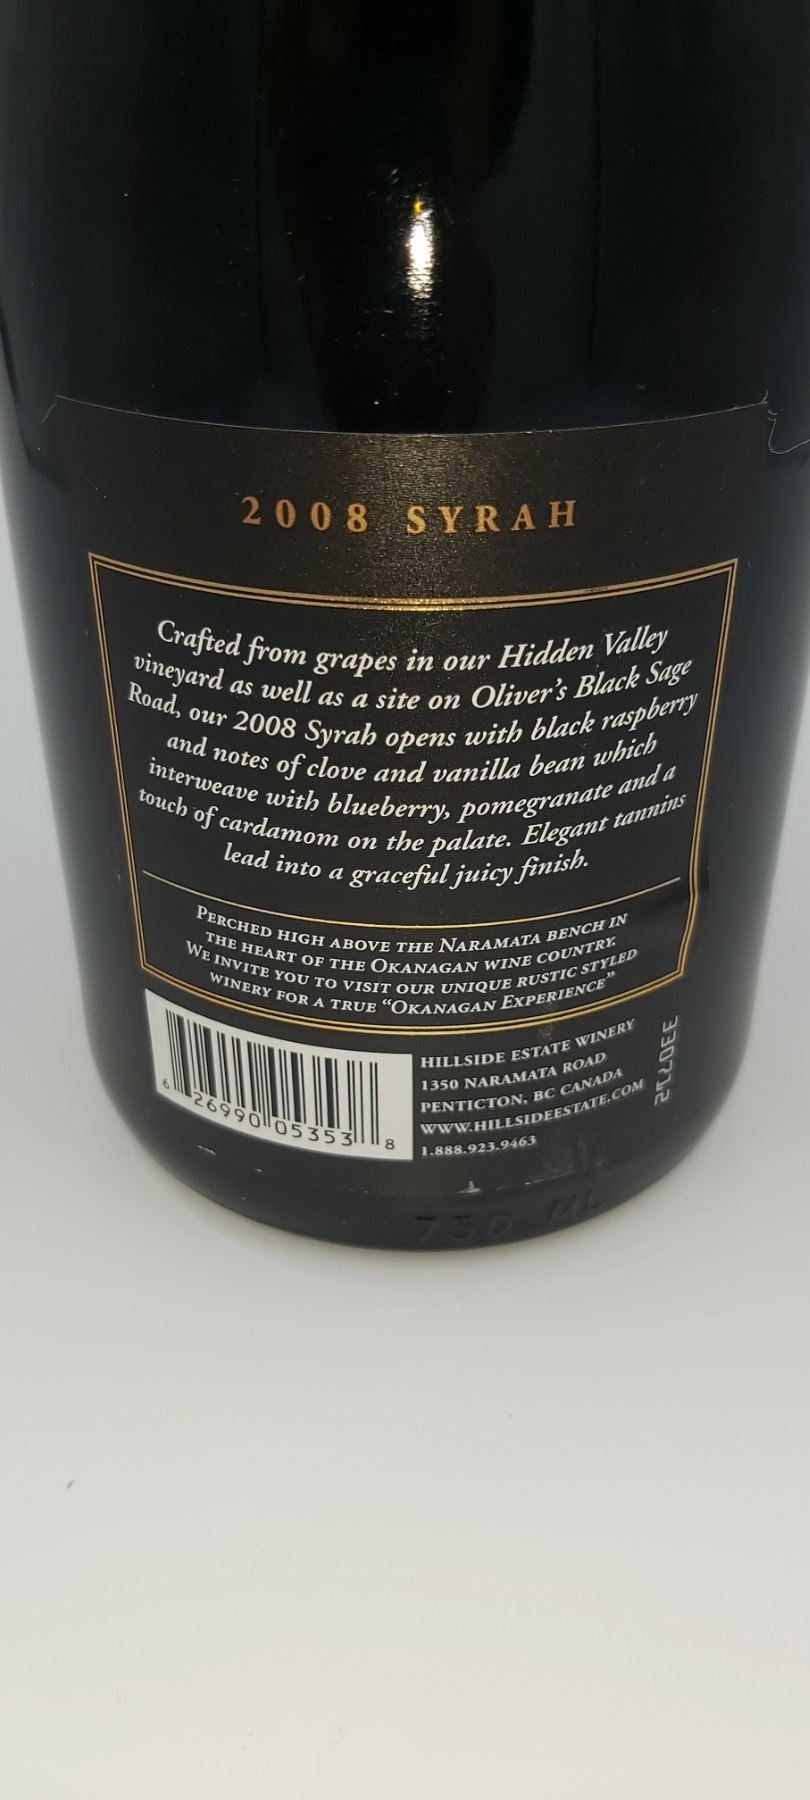 2008 SYRAH
Crafted from grapes in our Hidden Valley
vineyard as well as a site on Oliver's Black Sage
Road, our 2008 Syrah opens with black raspberry
and notes of clove and vanilla bean which
interweave with blueberry, pomegranate and a
touch of cardamom on the palate. Elegant tannins
lead into a graceful juicy finish.
PERCHED HIGH ABOVE THE NARAMATA BENCH IN
THE HEART OF THE OKANAGAN WINE COUNTRY.
WE INVITE YOU TO VISIT OUR UNIQUE RUSTIC STYLED
WINERY FOR A TRUE "OKANAGAN EXPERIENCE"
6 26990 05353 8
HILLSIDE ESTATE WINERY
1350 NARAMATA ROAD
PENTICTON, BC CANADA
WWW.HILLSIDEESTATE.COM
1.888.923.9463
750 ML